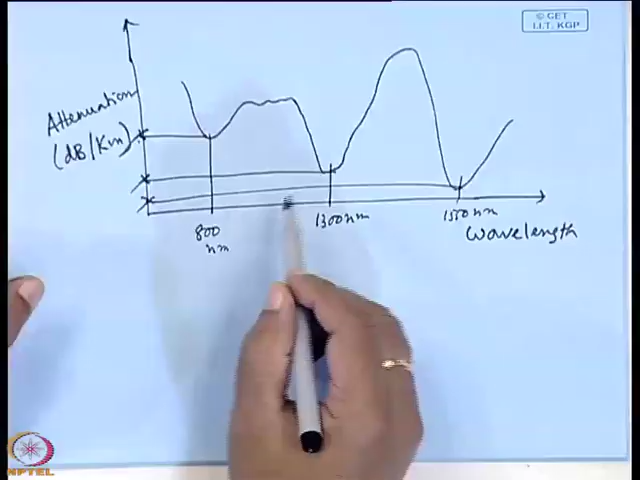 © CET
I.I.T. KGP
Attenuation
(dB/Km)
800
nm
1300nm
1550nm
Wavelength
NPTEL